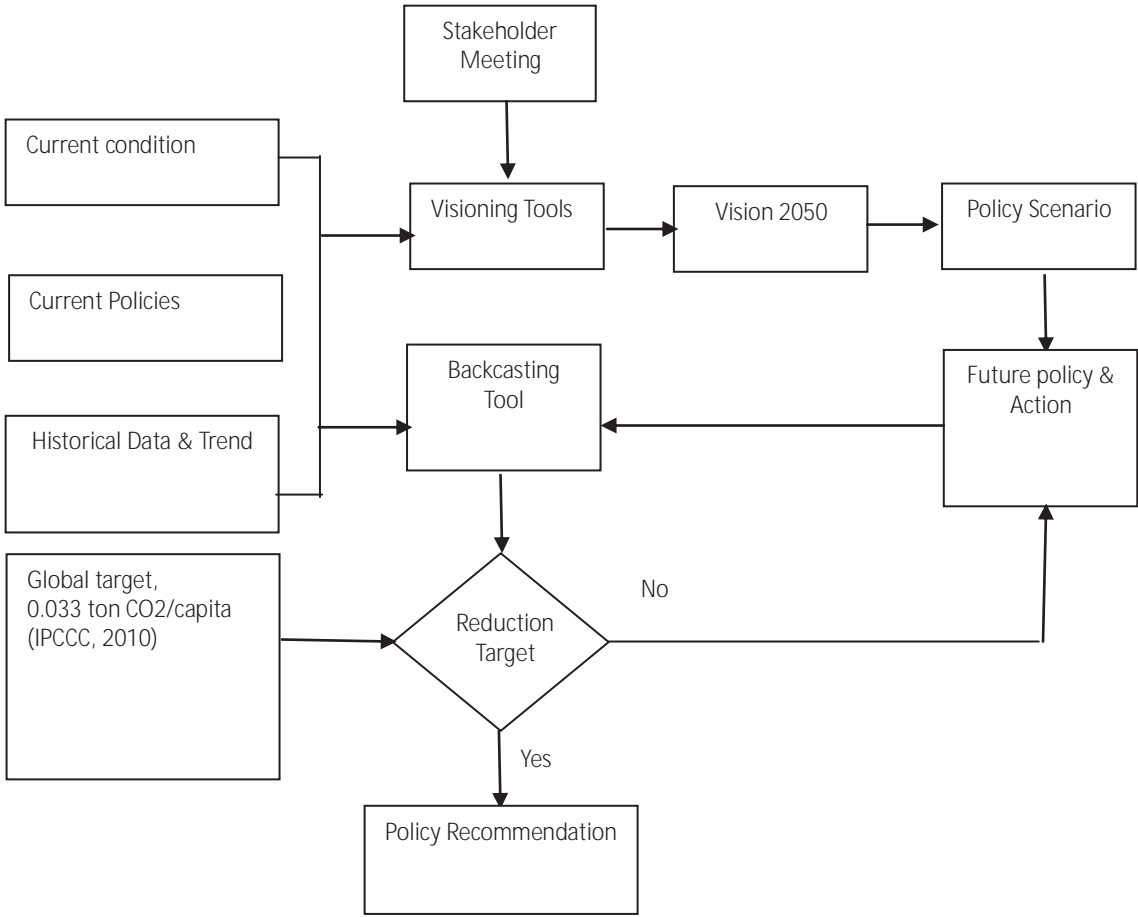 Stakeholder
Meeting
Current condition
Visioning Tools
Vision 2050
Policy Scenario
Current Policies
Backcasting
Tool
Future policy &
Action
Historical Data & Trend
Global target,
0.033 ton CO2/capita
(IPCCC, 2010)
No
Reduction
Target
Yes
Policy Recommendation